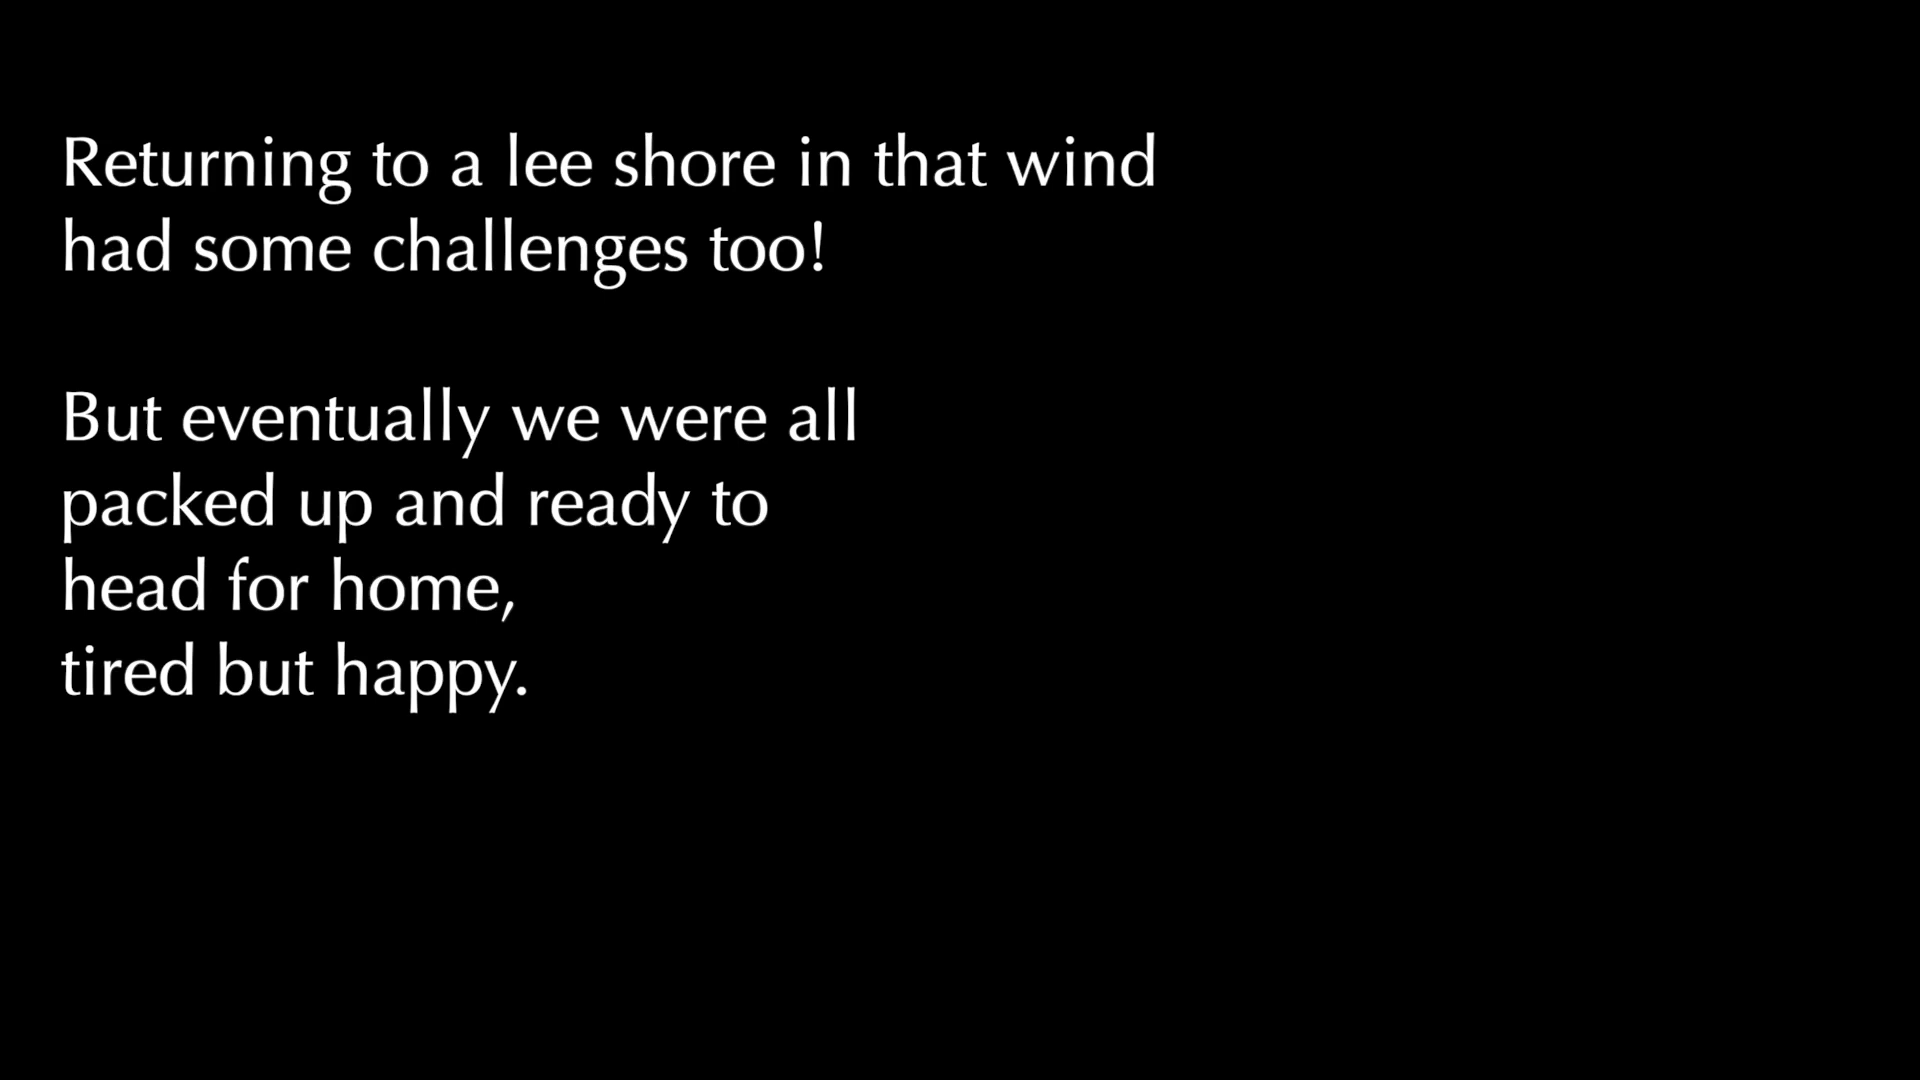 Returning to a lee shore in that wind
had some challenges too!
But eventually we were all
packed up and ready to
head for home,
tired but happy.